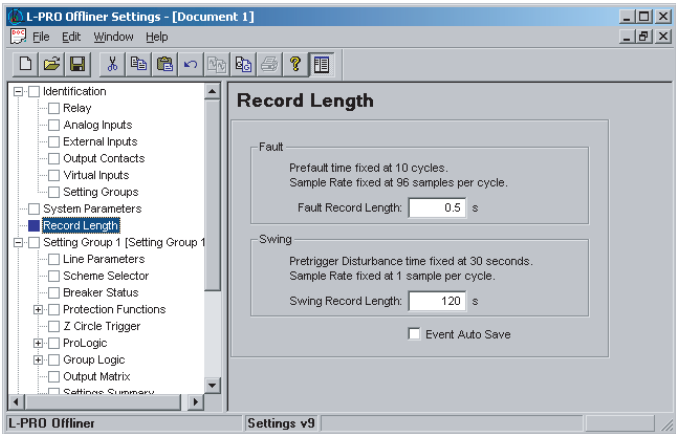 L-PRO Offliner Settings - [Document 1]
File Edit Window Help
Identification
Relay
Analog Inputs
External Inputs
Output Contacts
Virtual Inputs
Setting Groups
System Parameters
Record Length
Setting Group 1 [Setting Group 1
Line Parameters
Scheme Selector
Breaker Status
Protection Functions
Z Circle Trigger
ProLogic
Group Logic
Output Matrix
Settings Summary
Record Length
Fault
Prefault time fixed at 10 cycles.
Sample Rate fixed at 96 samples per cycle.
Fault Record Length: 0.5 s
Swing
Pretrigger Disturbance time fixed at 30 seconds.
Sample Rate fixed at 1 sample per cycle.
Swing Record Length: 120 s
Event Auto Save
L-PRO Offliner Settings v9